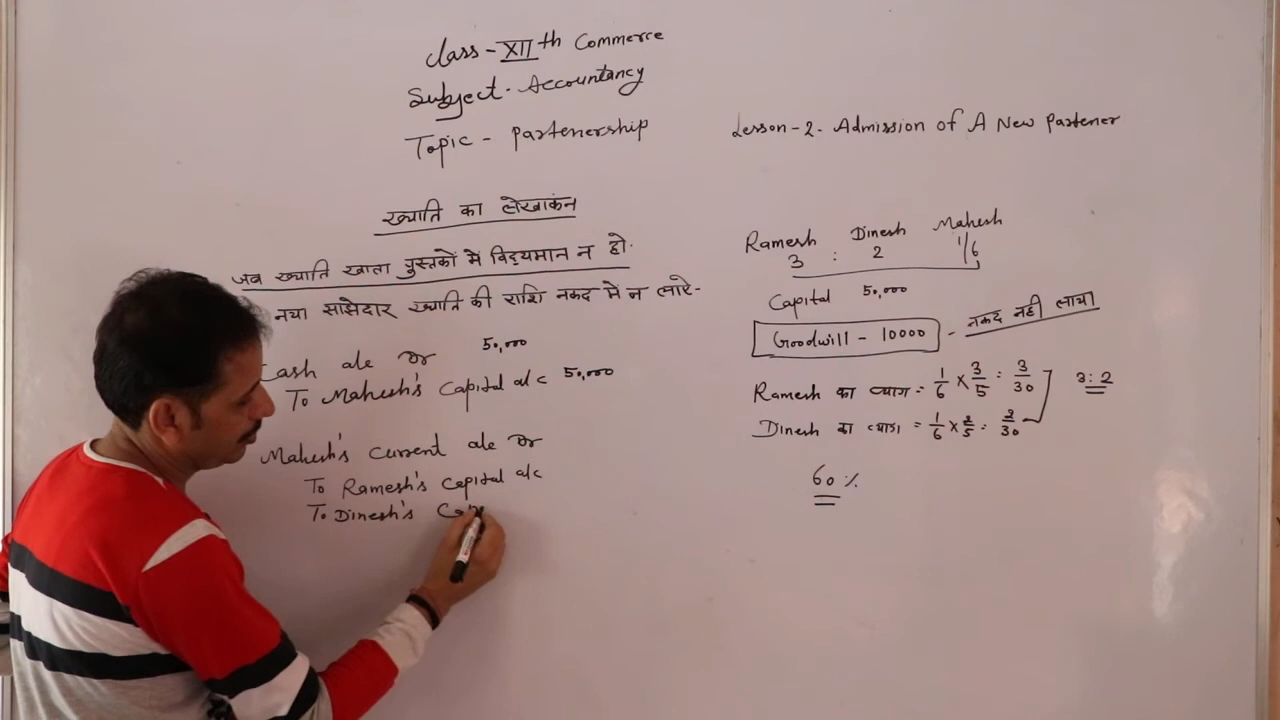 Class - XII th Commerce
Subject - Accountancy
Topic - Partenership
Lesson - 2 - Admission of A New Partener
ख्याति का लेखाकंन
जब ख्याति खाता पुस्तकों में विद्यमान न हो.
नया साझेदार ख्याति की राशि नकद में न लाऐ -
Cash a/c Dr 50,000
To Mahesh's Capital a/c 50,000
Mahesh's Current a/c Dr
To Ramesh's Capital a/c
To Dinesh's Cap
Ramesh Dinesh Mahesh
3 : 2 1/6
Capital 50,000
Goodwill - 10000 - नकद नही लाया
Ramesh का त्याग = 1/6 × 3/5 = 3/30
3:2
Dinesh का त्याग = 1/6 × 2/5 = 2/30
60 %